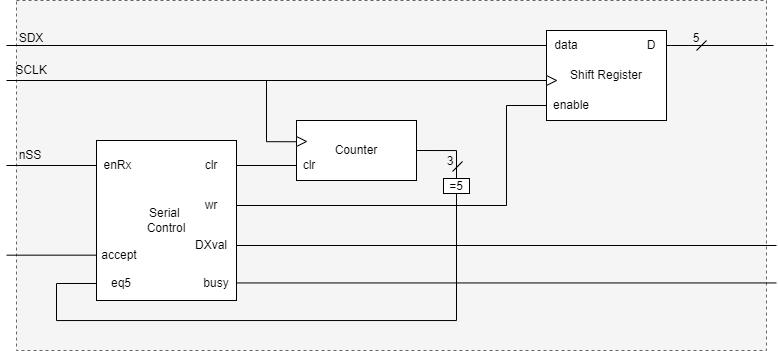 SDX
data
D
5
SCLK
Shift Register
enable
Counter
nSS
enRx
clr
clr
3
=5
wr
Serial
Control
DXval
accept
eq5
busy